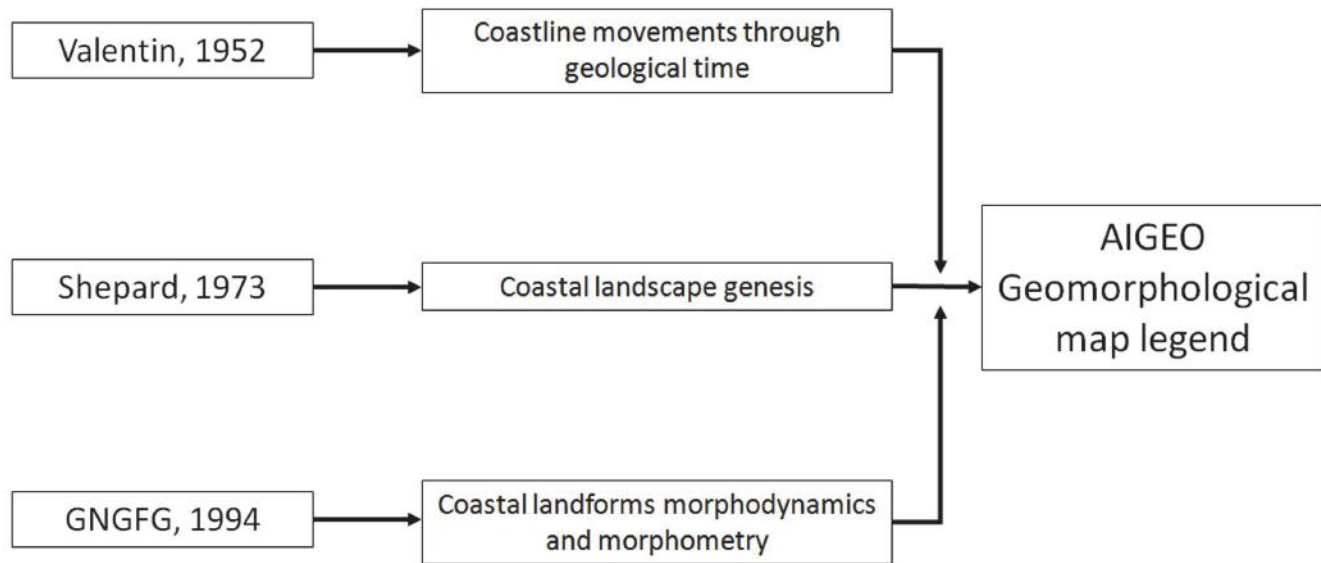 Valentin, 1952
Coastline movements through
geological time
Shepard, 1973
Coastal landscape genesis
AIGEO
Geomorphological
map legend
GNGFG, 1994
Coastal landforms morphodynamics
and morphometry